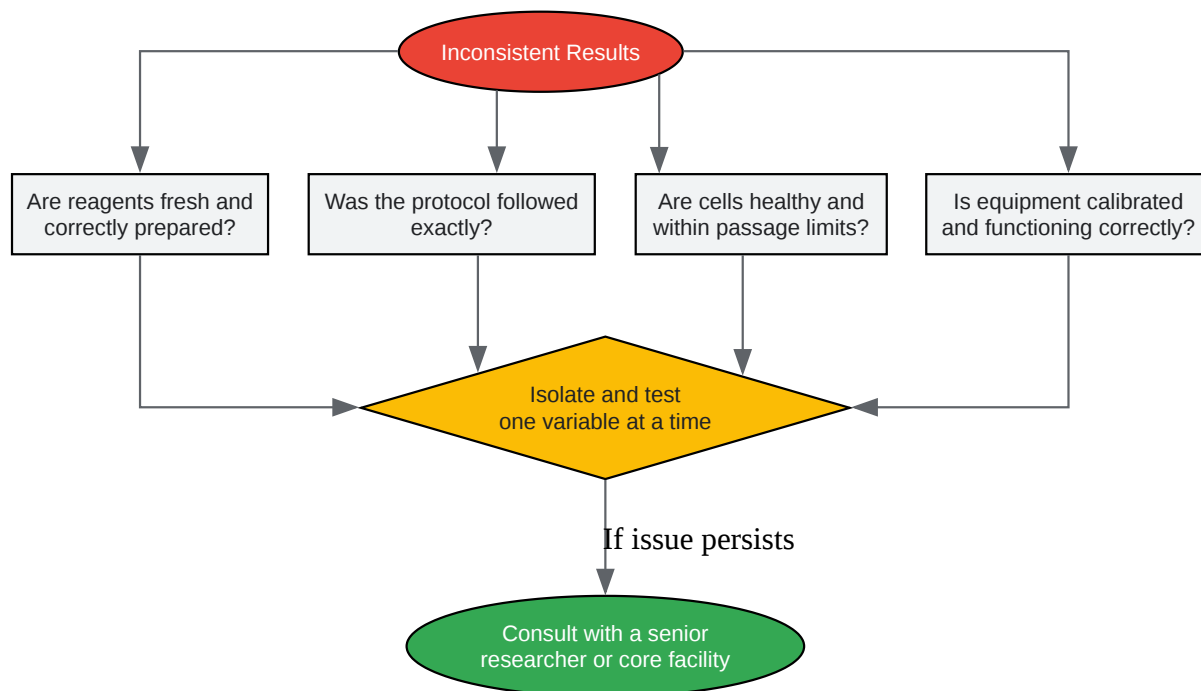 Inconsistent Results
Are reagents fresh and
correctly prepared?
Was the protocol followed
exactly?
Are cells healthy and
within passage limits?
Is equipment calibrated
and functioning correctly?
Isolate and test
one variable at a time
If issue persists
Consult with a senior
researcher or core facility